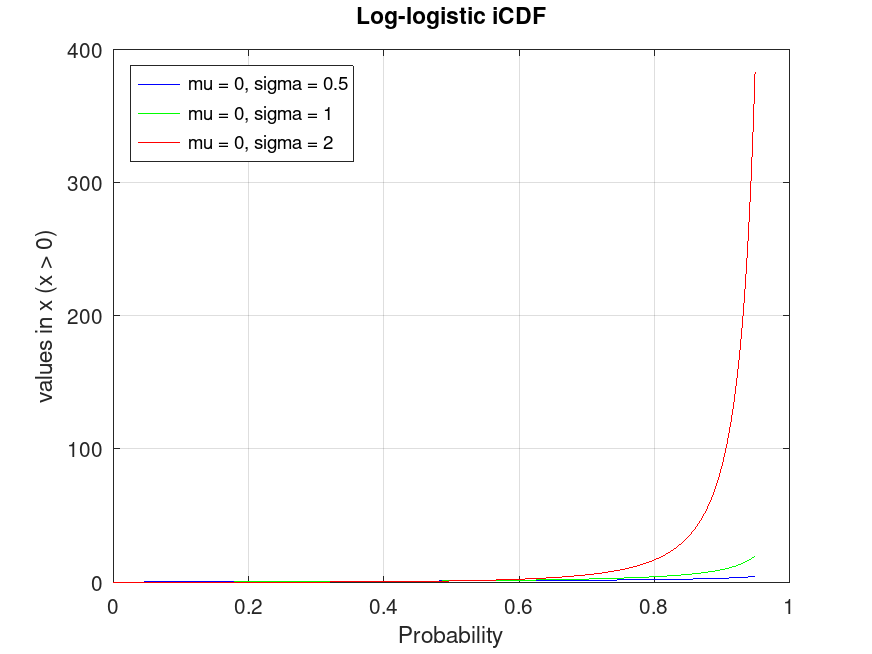 Log-logistic iCDF
400
300
200
100
0
values in x (x > 0)
mu = 0, sigma = 0.5
mu = 0, sigma = 1
mu = 0, sigma = 2
0
0.2
0.4
0.6
0.8
1
Probability